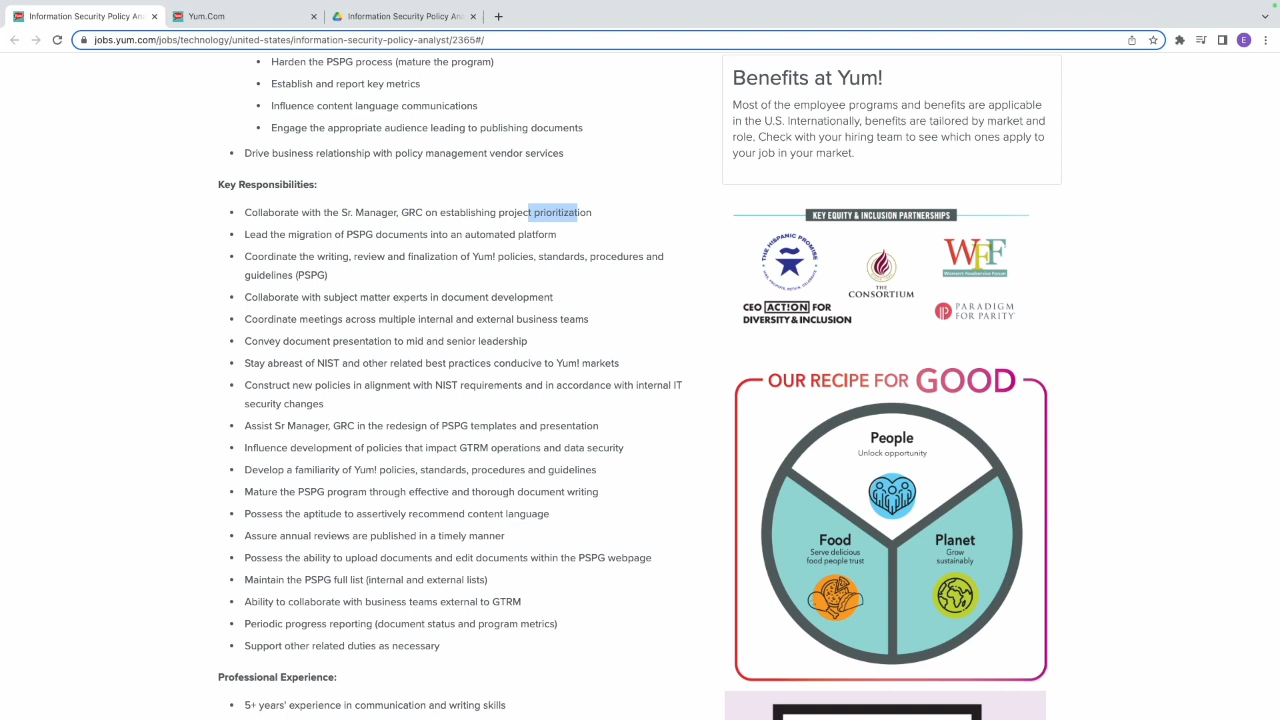 Information Security Policy Ana
Yum.Com
Information Security Policy Ana
jobs.yum.com/jobs/technology/united-states/information-security-policy-analyst/2365#/
E
• Harden the PSPG process (mature the program)
• Establish and report key metrics
• Influence content language communications
• Engage the appropriate audience leading to publishing documents
• Drive business relationship with policy management vendor services
Key Responsibilities:
• Collaborate with the Sr. Manager, GRC on establishing project prioritization
• Lead the migration of PSPG documents into an automated platform
• Coordinate the writing, review and finalization of Yum! policies, standards, procedures and
guidelines (PSPG)
• Collaborate with subject matter experts in document development
• Coordinate meetings across multiple internal and external business teams
• Convey document presentation to mid and senior leadership
• Stay abreast of NIST and other related best practices conducive to Yum! markets
• Construct new policies in alignment with NIST requirements and in accordance with internal IT
security changes
• Assist Sr Manager, GRC in the redesign of PSPG templates and presentation
• Influence development of policies that impact GTRM operations and data security
• Develop a familiarity of Yum! policies, standards, procedures and guidelines
• Mature the PSPG program through effective and thorough document writing
• Possess the aptitude to assertively recommend content language
• Assure annual reviews are published in a timely manner
• Possess the ability to upload documents and edit documents within the PSPG webpage
• Maintain the PSPG full list (internal and external lists)
• Ability to collaborate with business teams external to GTRM
• Periodic progress reporting (document status and program metrics)
• Support other related duties as necessary
Professional Experience:
• 5+ years' experience in communication and writing skills
Benefits at Yum!
Most of the employee programs and benefits are applicable
in the U.S. Internationally, benefits are tailored by market and
role, Check with your hiring team to see which ones apply to
your job in your market.
KEY EQUITY & INCLUSION PARTNERSHIPS
THE HISPANIC PROMISE
THE
CONSORTIUM
WFF
Women's Foodservice Forum
CEO ACT!ON FOR
DIVERSITY & INCLUSION
PARADIGM
FOR PARITY
OUR RECIPE FOR GOOD
People
Unlock opportunity
Food
Serve delicious
food people trust
Planet
Grow
sustainably